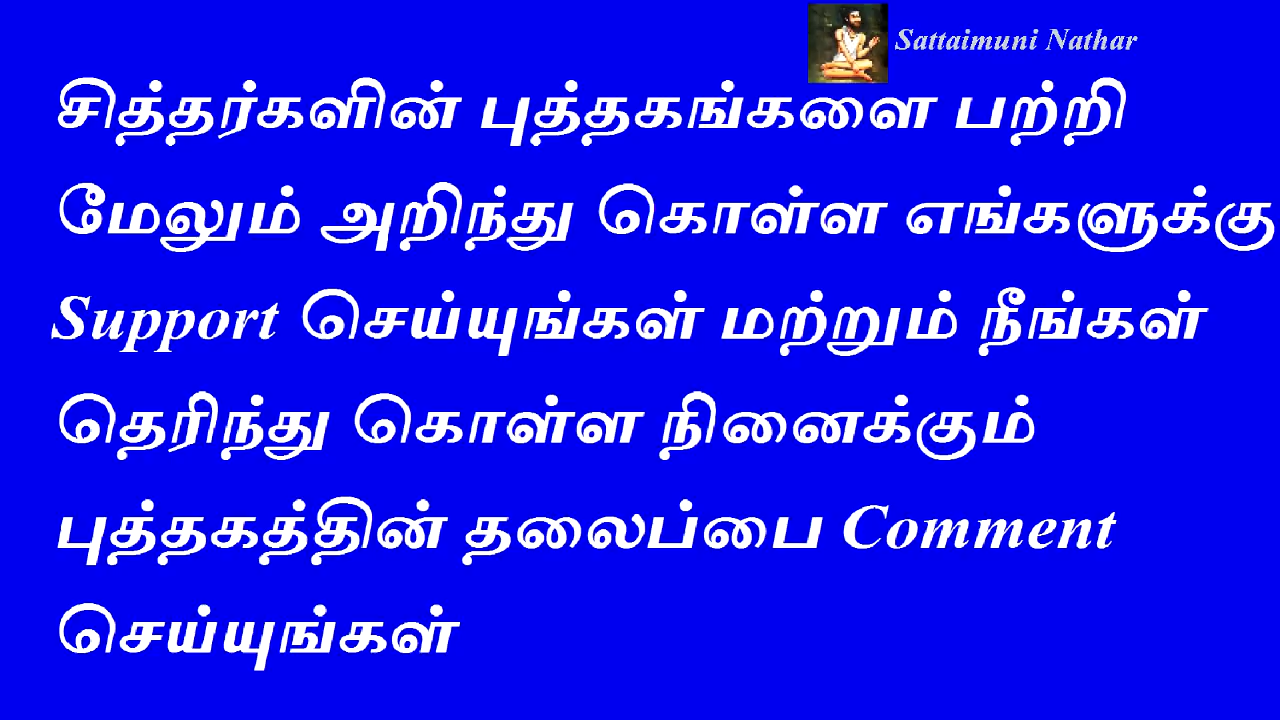 Sattaimuni Nathar
சித்தர்களின் புத்தகங்களை பற்றி
மேலும் அறிந்து கொள்ள எங்களுக்கு
Support செய்யுங்கள் மற்றும் நீங்கள்
தெரிந்து கொள்ள நினைக்கும்
புத்தகத்தின் தலைப்பை Comment
செய்யுங்கள்